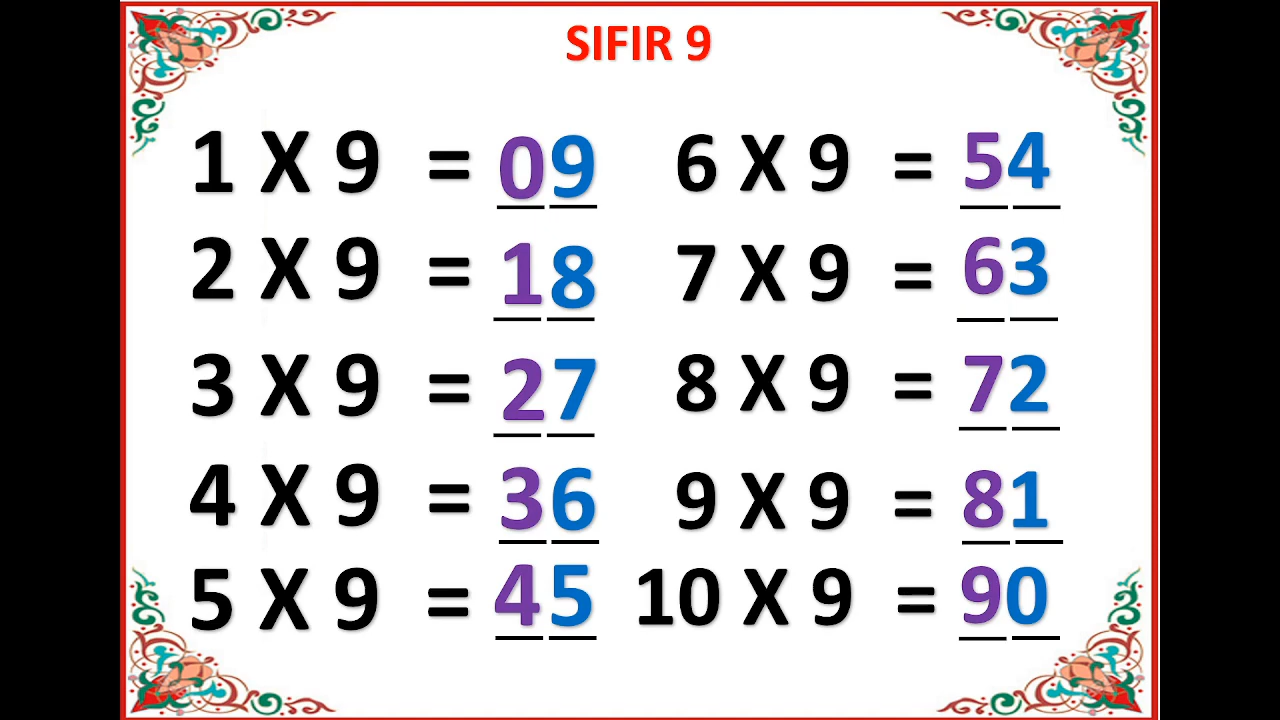 SIFIR 9
1 X 9 = 09
2 X 9 = 18
3 X 9 = 27
4 X 9 = 36
5 X 9 = 45
6 X 9 = 54
7 X 9 = 63
8 X 9 = 72
9 X 9 = 81
10 X 9 = 90